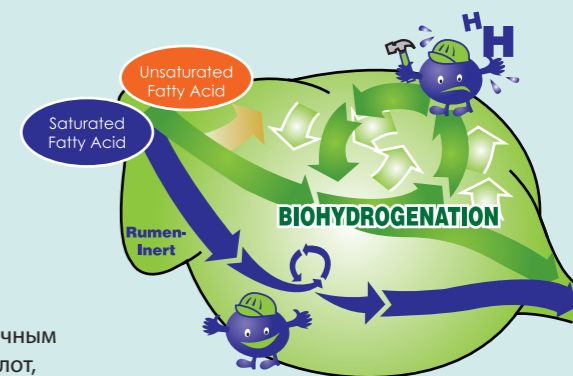 H
H
Unsaturated
Fatty Acid
Saturated
Fatty Acid
BIOHYDROGENATION
Rumen-
Inert
чным
лот,